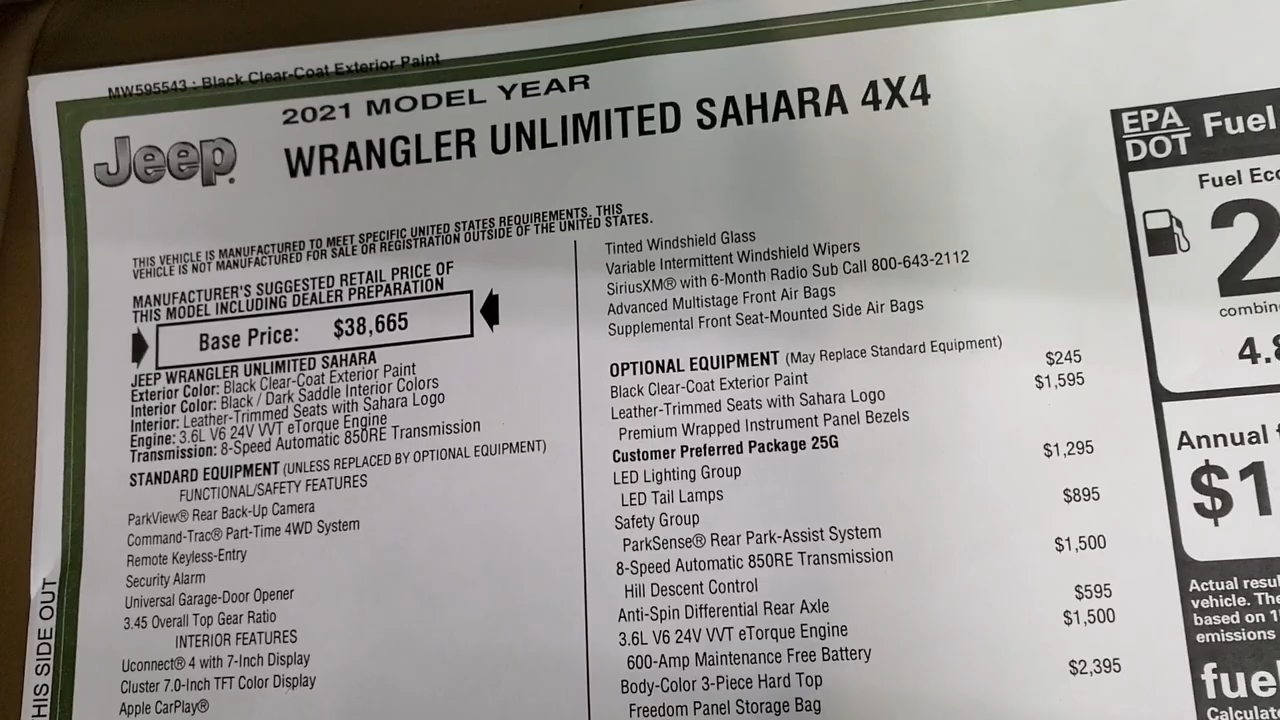 MW595543 : Black Clear-Coat Exterior Paint
Jeep
2021 MODEL YEAR
WRANGLER UNLIMITED SAHARA 4X4
THIS VEHICLE IS MANUFACTURED TO MEET SPECIFIC UNITED STATES REQUIREMENTS. THIS
VEHICLE IS NOT MANUFACTURED FOR SALE OR REGISTRATION OUTSIDE OF THE UNITED STATES.
MANUFACTURER'S SUGGESTED RETAIL PRICE OF
THIS MODEL INCLUDING DEALER PREPARATION
Base Price: $38,665
JEEP WRANGLER UNLIMITED SAHARA
Exterior Color: Black Clear-Coat Exterior Paint
Interior Color: Black / Dark Saddle Interior Colors
Interior: Leather-Trimmed Seats with Sahara Logo
Engine: 3.6L V6 24V VVT eTorque Engine
Transmission: 8-Speed Automatic 850RE Transmission
STANDARD EQUIPMENT (UNLESS REPLACED BY OPTIONAL EQUIPMENT)
FUNCTIONAL/SAFETY FEATURES
ParkView® Rear Back-Up Camera
Command-Trac® Part-Time 4WD System
Remote Keyless-Entry
Security Alarm
Universal Garage-Door Opener
3.45 Overall Top Gear Ratio
INTERIOR FEATURES
Uconnect® 4 with 7-Inch Display
Cluster 7.0-Inch TFT Color Display
Apple CarPlay®
HIS SIDE OUT
Tinted Windshield Glass
Variable Intermittent Windshield Wipers
SiriusXM® with 6-Month Radio Sub Call 800-643-2112
Advanced Multistage Front Air Bags
Supplemental Front Seat-Mounted Side Air Bags
OPTIONAL EQUIPMENT (May Replace Standard Equipment)
Black Clear-Coat Exterior Paint $245
Leather-Trimmed Seats with Sahara Logo $1,595
Premium Wrapped Instrument Panel Bezels
Customer Preferred Package 25G
LED Lighting Group $1,295
LED Tail Lamps
Safety Group $895
ParkSense® Rear Park-Assist System
8-Speed Automatic 850RE Transmission $1,500
Hill Descent Control
Anti-Spin Differential Rear Axle $595
3.6L V6 24V VVT eTorque Engine $1,500
600-Amp Maintenance Free Battery
Body-Color 3-Piece Hard Top $2,395
Freedom Panel Storage Bag
EPA
DOT
Fuel
Fuel Eco
2
combin
4.8
Annual
$1
Actual resul
vehicle. The
based on 1
emissions
fue
Calculate